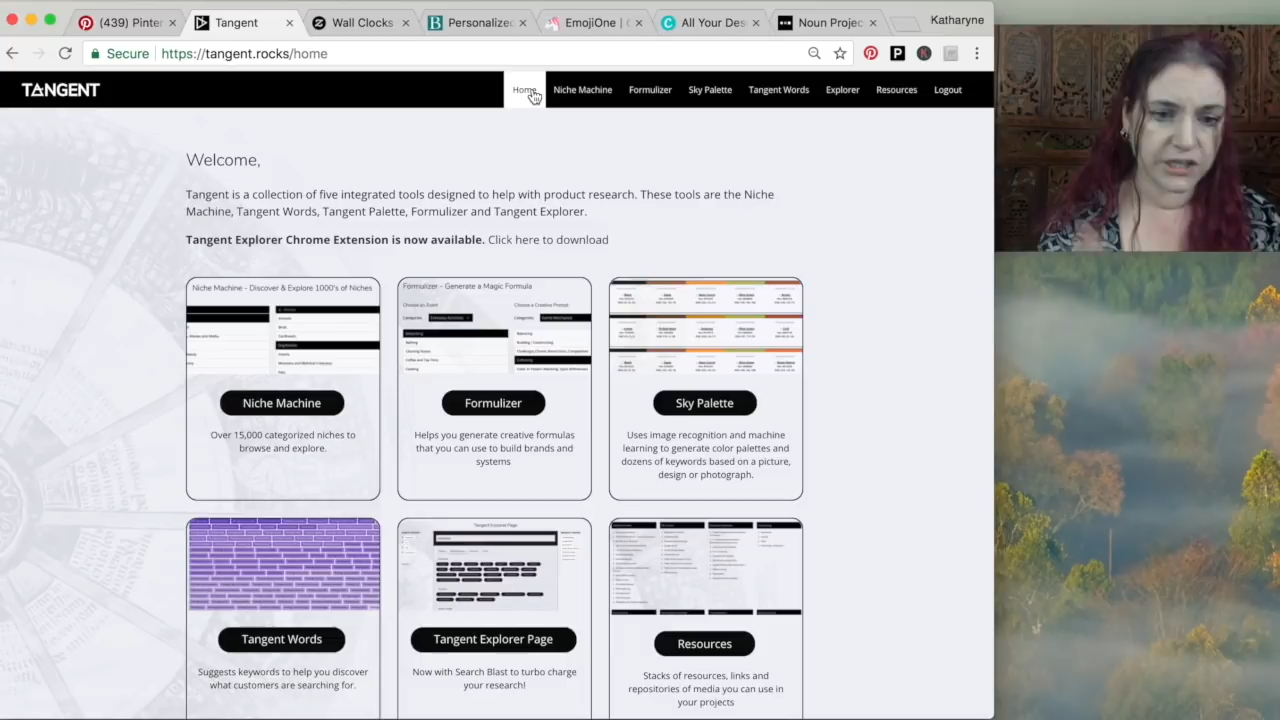 (439) Pinter
Tangent
Wall Clocks
Personalized
EmojiOne | 
All Your Des
Noun Projec
Katharyne
Secure
https://tangent.rocks/home
TANGENT
Home
Niche Machine
Formulizer
Sky Palette
Tangent Words
Explorer
Resources
Logout
Welcome,
Tangent is a collection of five integrated tools designed to help with product research. These tools are the Niche
Machine, Tangent Words, Tangent Palette, Formulizer and Tangent Explorer.
Tangent Explorer Chrome Extension is now available. Click here to download
Niche Machine - Discover & Explore 1000's of Niches
Niche Machine
Over 15,000 categorized niches to
browse and explore.
Formulizer - Generate a Magic Formula
Formulizer
Helps you generate creative formulas
that you can use to build brands and
systems
Sky Palette
Uses image recognition and machine
learning to generate color palettes and
dozens of keywords based on a picture,
design or photograph.
Tangent Words
Suggests keywords to help you discover
what customers are searching for.
Tangent Explorer Page
Now with Search Blast to turbo charge
your research!
Resources
Stacks of resources, links and
repositories of media you can use in
your projects